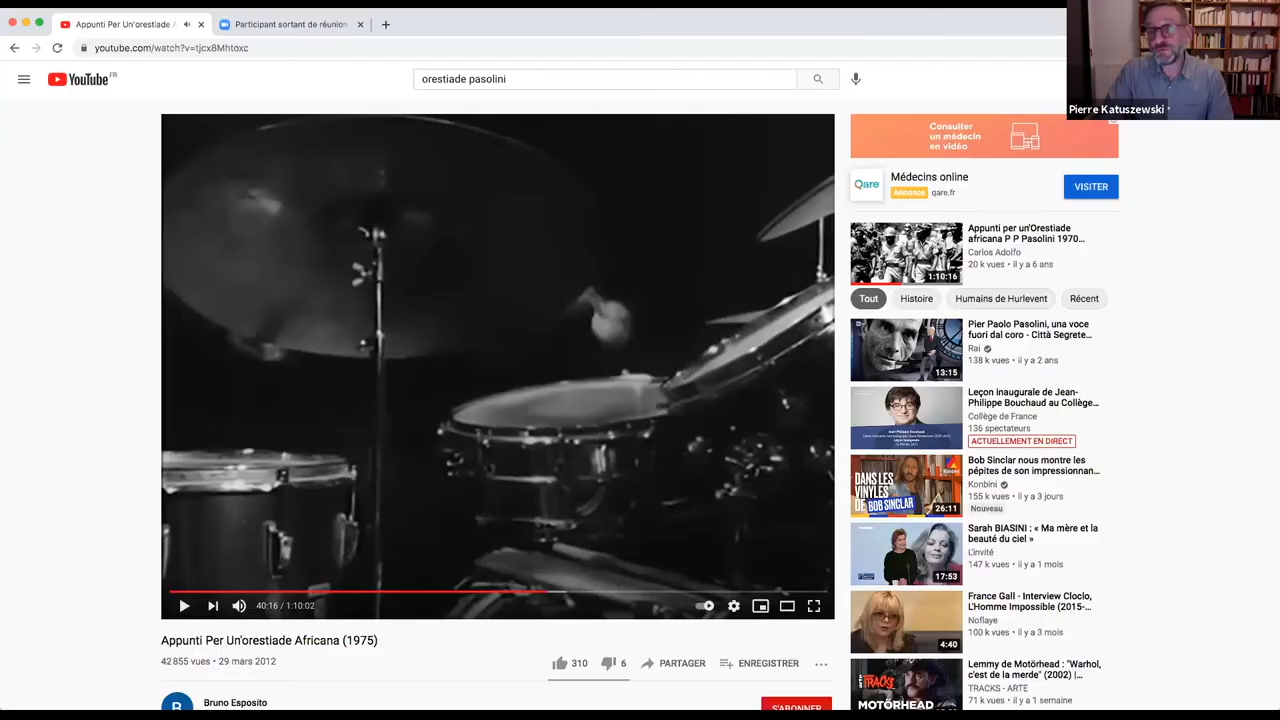 Appunti Per Un'orestiade A
Participant sortant de réunion
youtube.com/watch?v=tjcx8Mhtoxc
YouTube FR
orestiade pasolini
Pierre Katuszewski
Consulter
un médecin
en vidéo
Qare
Médecins online
Annonce qare.fr
VISITER
Appunti per un'Orestiade
africana P P Pasolini 1970...
Carlos Adolfo
20 k vues • il y a 6 ans
1:10:16
Tout
Histoire
Humains de Hurlevent
Récent
Pier Paolo Pasolini, una voce
fuori dal coro - Città Segrete...
Rai
138 k vues • il y a 2 ans
13:15
Leçon inaugurale de Jean-
Philippe Bouchaud au Collège...
Collège de France
136 spectateurs
ACTUELLEMENT EN DIRECT
Bob Sinclar nous montre les
pépites de son impressionnan...
Konbini
155 k vues • il y a 3 jours
Nouveau
DANS LES
VINYLES
DE BOB SINCLAR
Konbini
26:11
Sarah BIASINI : « Ma mère et la
beauté du ciel »
L'invité
147 k vues • il y a 1 mois
17:53
France Gall - Interview Cloclo,
L'Homme Impossible (2015-...
Noflaye
100 k vues • il y a 3 mois
4:40
Lemmy de Motörhead : "Warhol,
c'est de la merde" (2002) |...
TRACKS - ARTE
71 k vues • il y a 1 semaine
TRACKS
MOTÖRHEAD
40:16 / 1:10:02
Appunti Per Un'orestiade Africana (1975)
42 855 vues • 29 mars 2012
310
6
PARTAGER
ENREGISTRER
B
Bruno Esposito
S'ABONNER